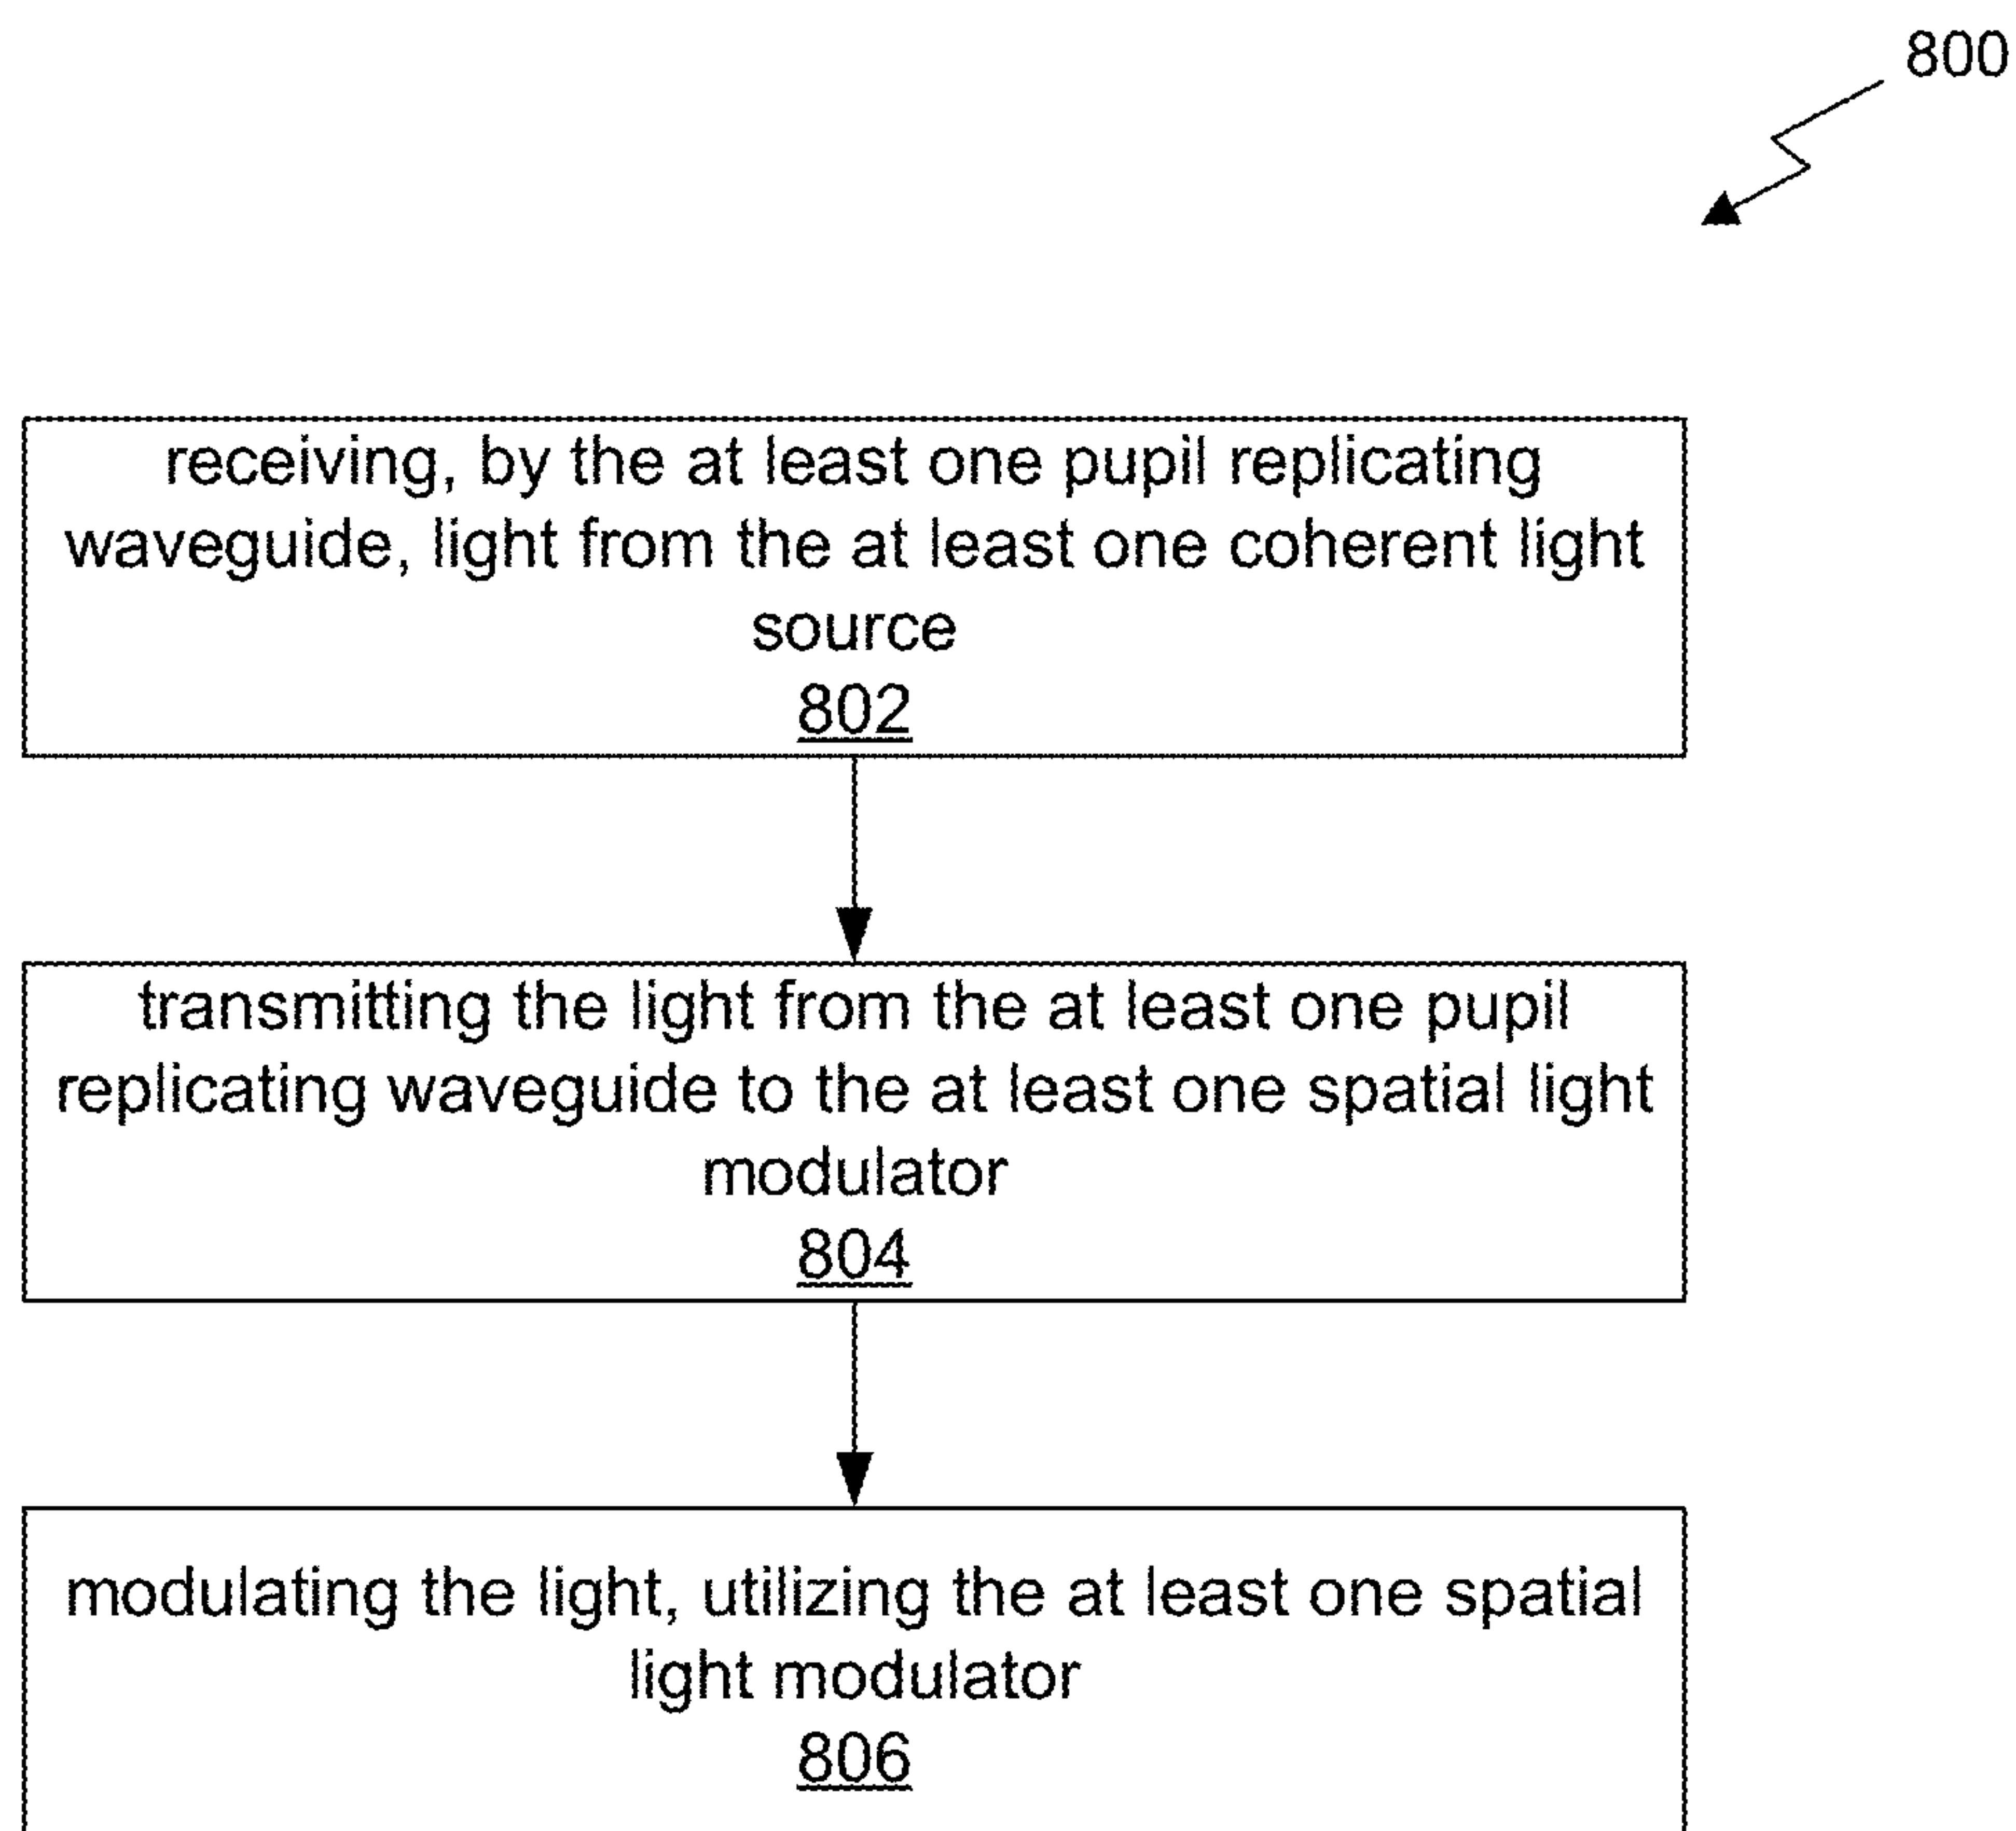 800
receiving, by the at least one pupil replicating
waveguide, light from the at least one coherent light
source
802
transmitting the light from the at least one pupil
replicating waveguide to the at least one spatial light
modulator
804
modulating the light, utilizing the at least one spatial
light modulator
806